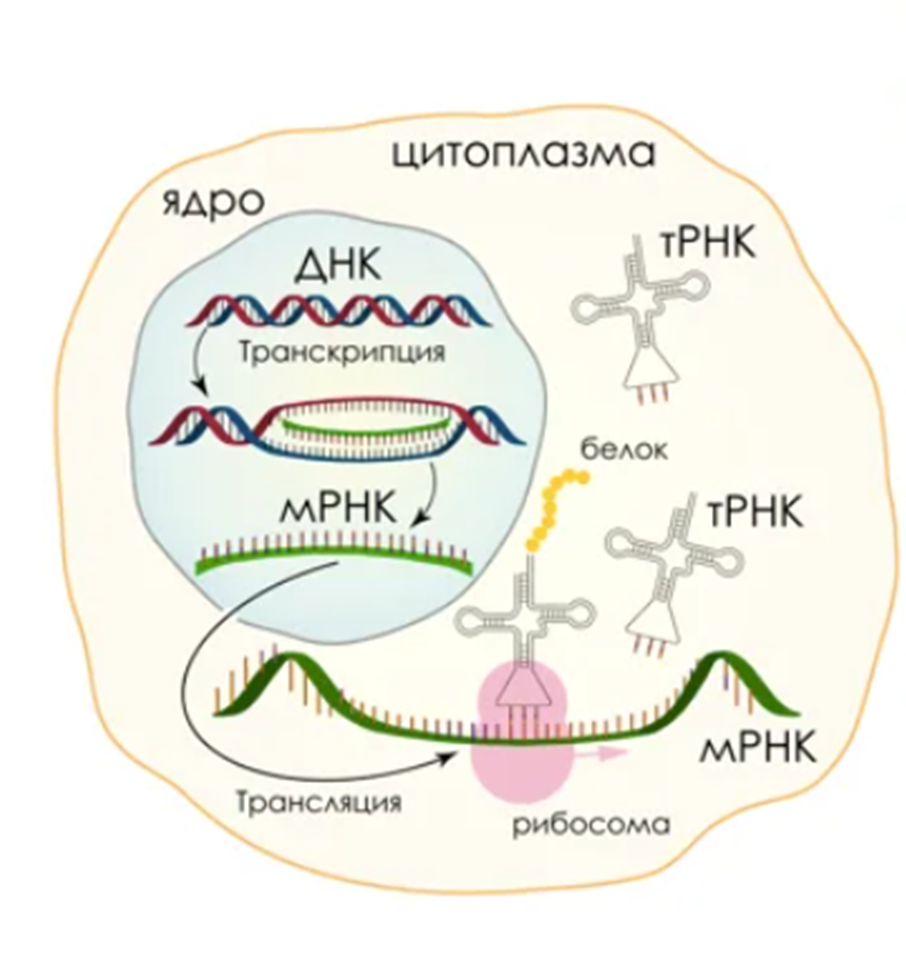 цитоплазма
ядро
ДНК
тРНК
Транскрипция
белок
мРНК
тРНК
мРНК
Трансляция
рибосома